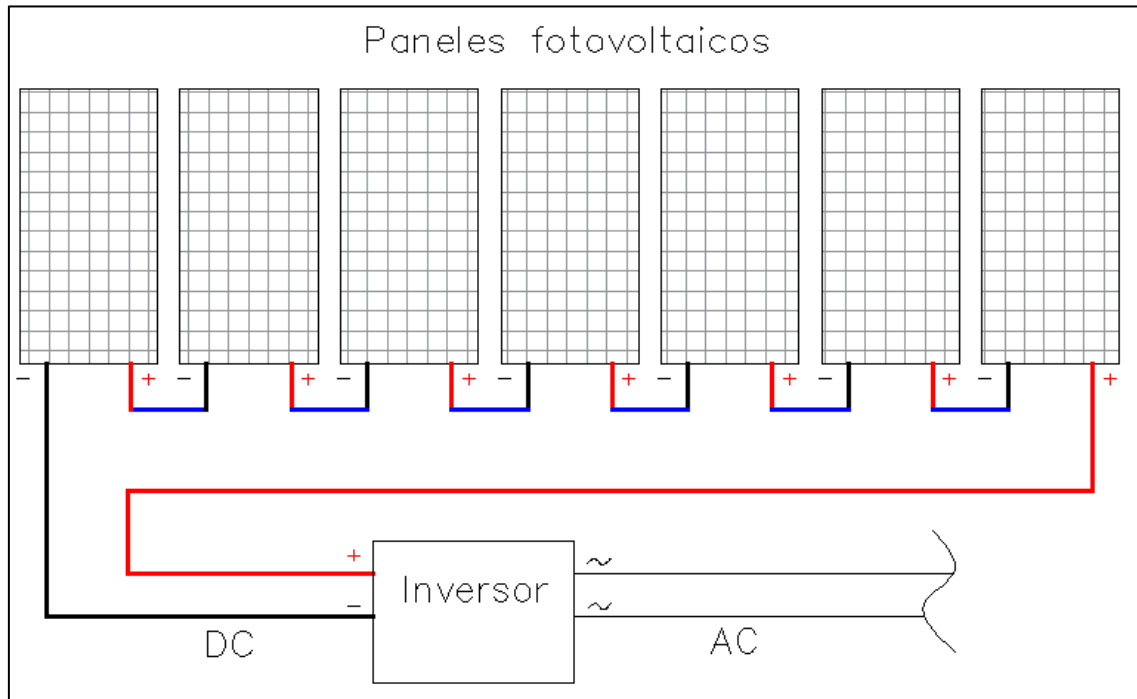 Paneles fotovoltaicos
− + − + − + − + − + − + − +
+
∼
Inversor
−
∼
DC
AC